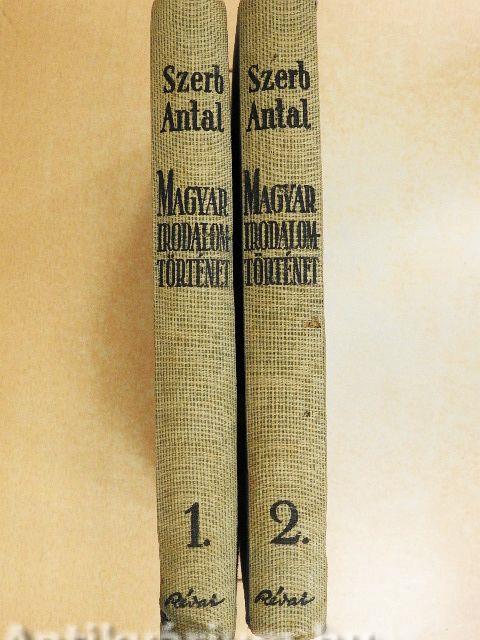 Szerb
Antal
MAGYAR
IRODALOM-
TÖRTÉNET
1.
Révai
Szerb
Antal
MAGYAR
IRODALOM-
TÖRTÉNET
2.
Révai